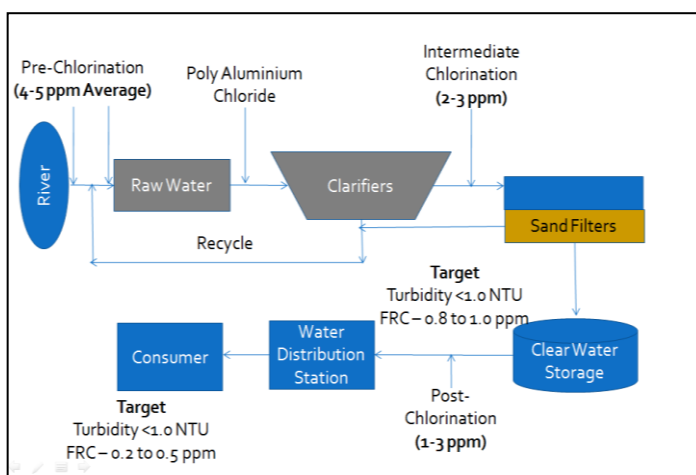 Pre-Chlorination
(4-5 ppm Average)
Poly Aluminium
Chloride
Intermediate
Chlorination
(2-3 ppm)
River
Raw Water
Clarifiers
Sand Filters
Recycle
Target
Turbidity <1.0 NTU
FRC – 0.8 to 1.0 ppm
Consumer
Water
Distribution
Station
Clear Water
Storage
Target
Turbidity <1.0 NTU
FRC – 0.2 to 0.5 ppm
Post-
Chlorination
(1-3 ppm)